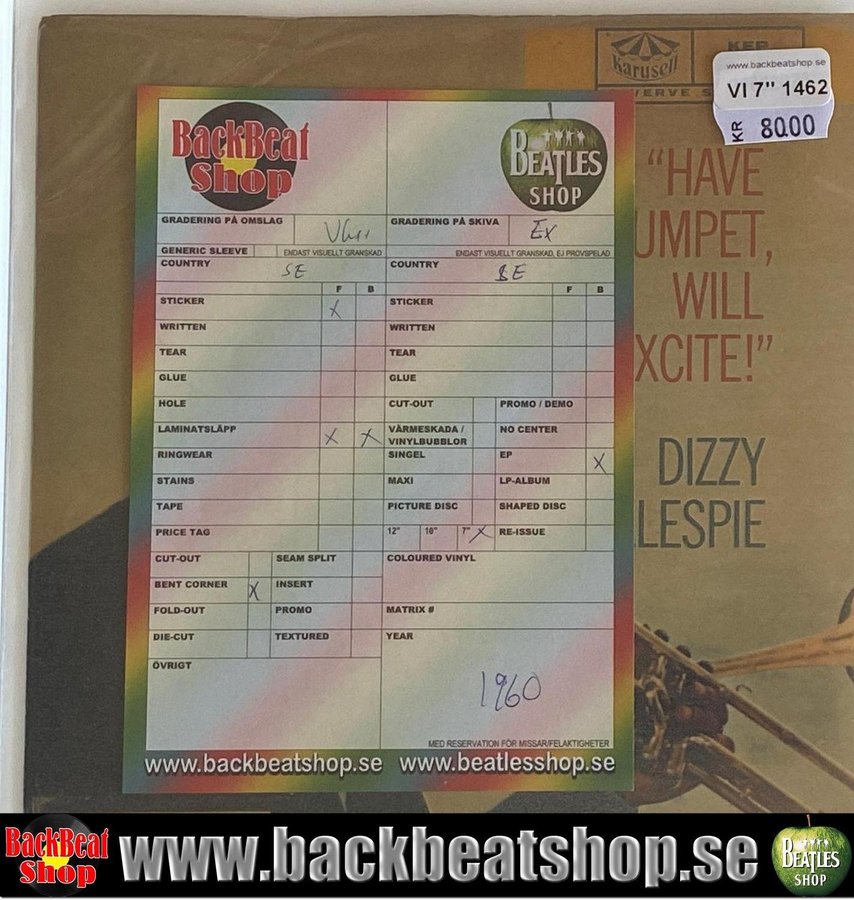 Karusell
KEP
VERVE S
www.backbeatshop.se
VI 7" 1462
KR 8000
"HAVE
UMPET,
WILL
XCITE!"
DIZZY
LESPIE
BackBeat
Shop
BEATLES
SHOP
GRADERING PÅ OMSLAG
GRADERING PÅ SKIVA Ex
GENERIC SLEEVE ENDAST VISUELLT GRANSKAD
ENDAST VISUELLT GRANSKAD, EJ PROVSPELAD
COUNTRY SE
COUNTRY SE
F B
F B
STICKER X
STICKER
WRITTEN
WRITTEN
TEAR
TEAR
GLUE
GLUE
HOLE
CUT-OUT
PROMO / DEMO
LAMINATSLÄPP X X
VÄRMESKADA /
VINYLBUBBLOR
NO CENTER
RINGWEAR
SINGEL
EP X
STAINS
MAXI
LP-ALBUM
TAPE
PICTURE DISC
SHAPED DISC
PRICE TAG
12" 10" 7" X
RE-ISSUE
CUT-OUT
SEAM SPLIT
COLOURED VINYL
BENT CORNER X
INSERT
FOLD-OUT
PROMO
MATRIX #
DIE-CUT
TEXTURED
YEAR
ÖVRIGT
1960
MED RESERVATION FÖR MISSAR/FELAKTIGHETER
www.backbeatshop.se www.beatlesshop.se
BackBeat
Shop
www.backbeatshop.se
BEATLES
SHOP